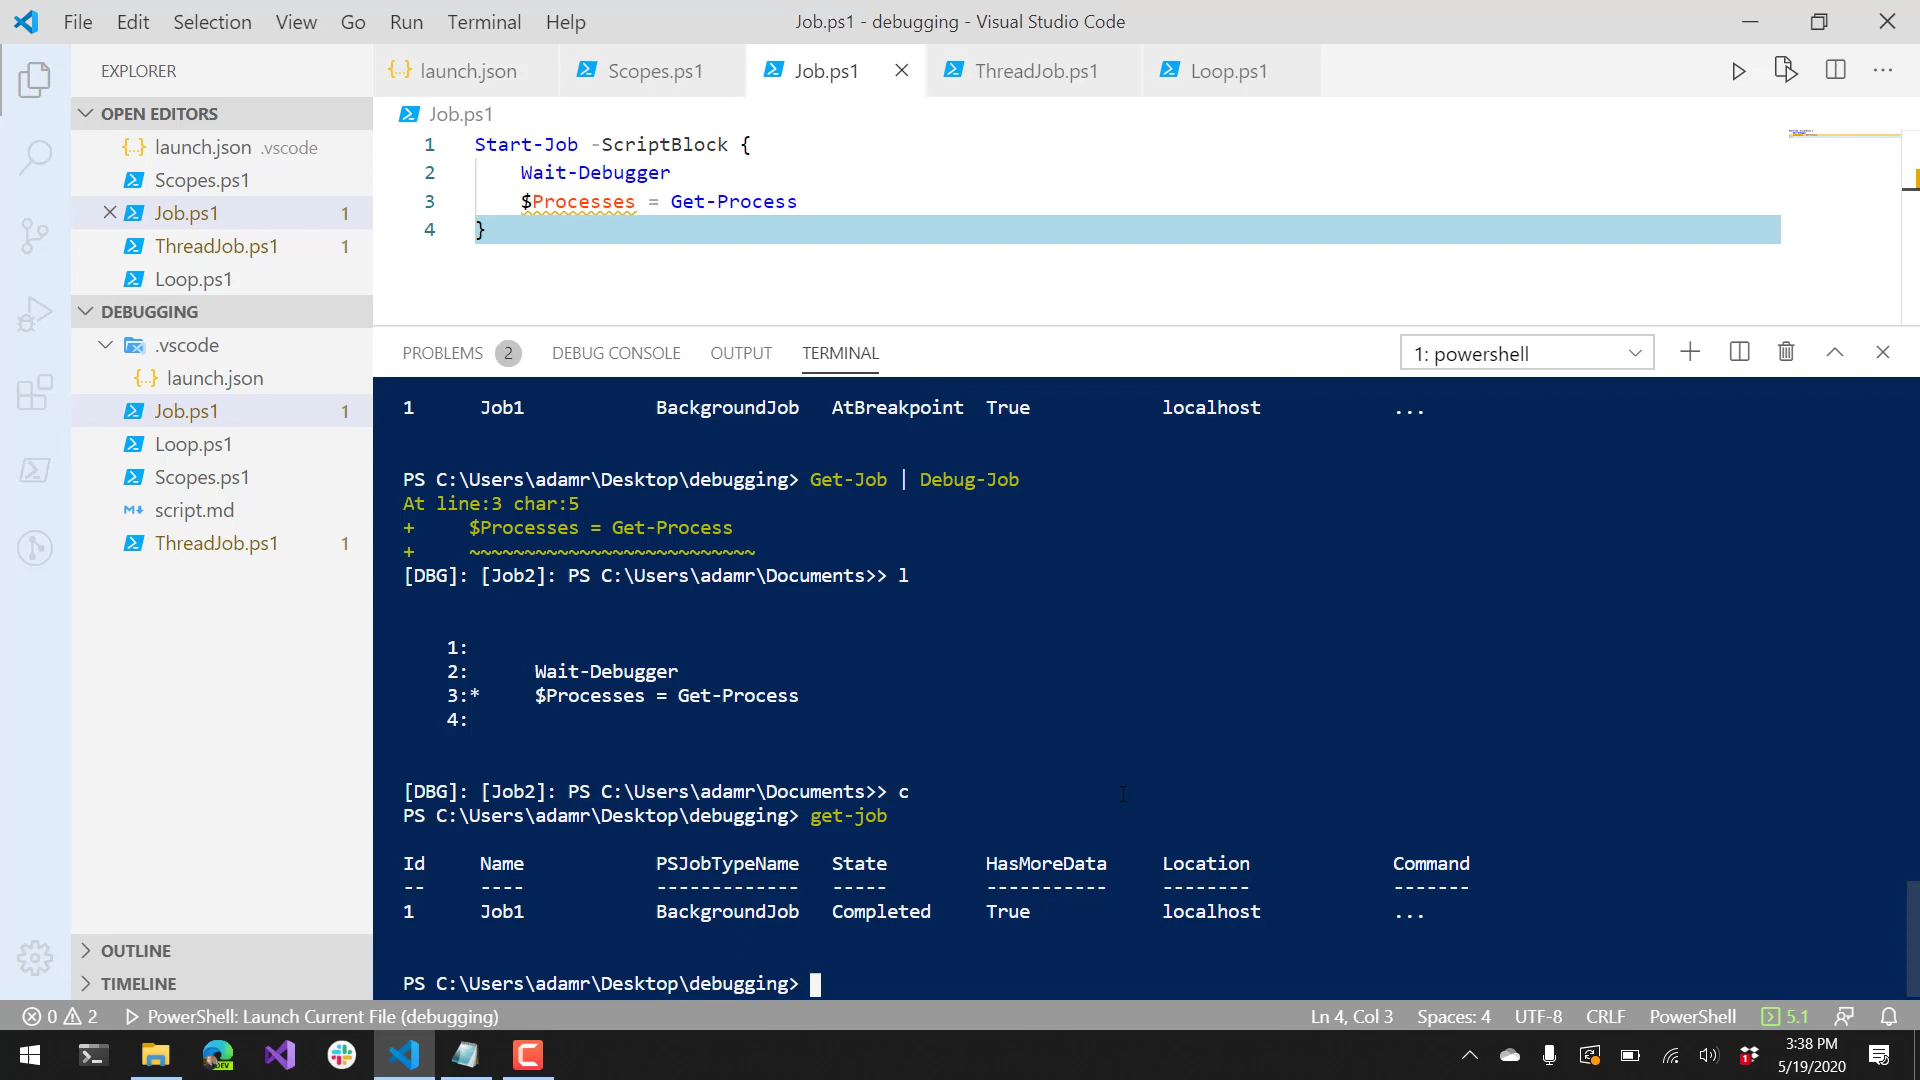 File Edit Selection View Go Run Terminal Help
Job.ps1 - debugging - Visual Studio Code
EXPLORER
OPEN EDITORS
launch.json .vscode
Scopes.ps1
Job.ps1 1
ThreadJob.ps1 1
Loop.ps1
DEBUGGING
.vscode
launch.json
Job.ps1 1
Loop.ps1
Scopes.ps1
script.md
ThreadJob.ps1 1
OUTLINE
TIMELINE
launch.json Scopes.ps1 Job.ps1 ThreadJob.ps1 Loop.ps1
Job.ps1
1 Start-Job -ScriptBlock {
2 Wait-Debugger
3 $Processes = Get-Process
4 }
PROBLEMS 2 DEBUG CONSOLE OUTPUT TERMINAL
1: powershell
1 Job1 BackgroundJob AtBreakpoint True localhost ...
PS C:\Users\adamr\Desktop\debugging> Get-Job | Debug-Job
At line:3 char:5
+ $Processes = Get-Process
+ ~~~~~~~~~~~~~~~~~~~~~~~~~~
[DBG]: [Job2]: PS C:\Users\adamr\Documents>> l
1:
2: Wait-Debugger
3:* $Processes = Get-Process
4:
[DBG]: [Job2]: PS C:\Users\adamr\Documents>> c
PS C:\Users\adamr\Desktop\debugging> get-job
Id Name PSJobTypeName State HasMoreData Location Command
-- ---- ------------- ----- ----------- -------- -------
1 Job1 BackgroundJob Completed True localhost ...
PS C:\Users\adamr\Desktop\debugging>
0 2 PowerShell: Launch Current File (debugging)
Ln 4, Col 3 Spaces: 4 UTF-8 CRLF PowerShell 5.1
DEV
3:38 PM
5/19/2020